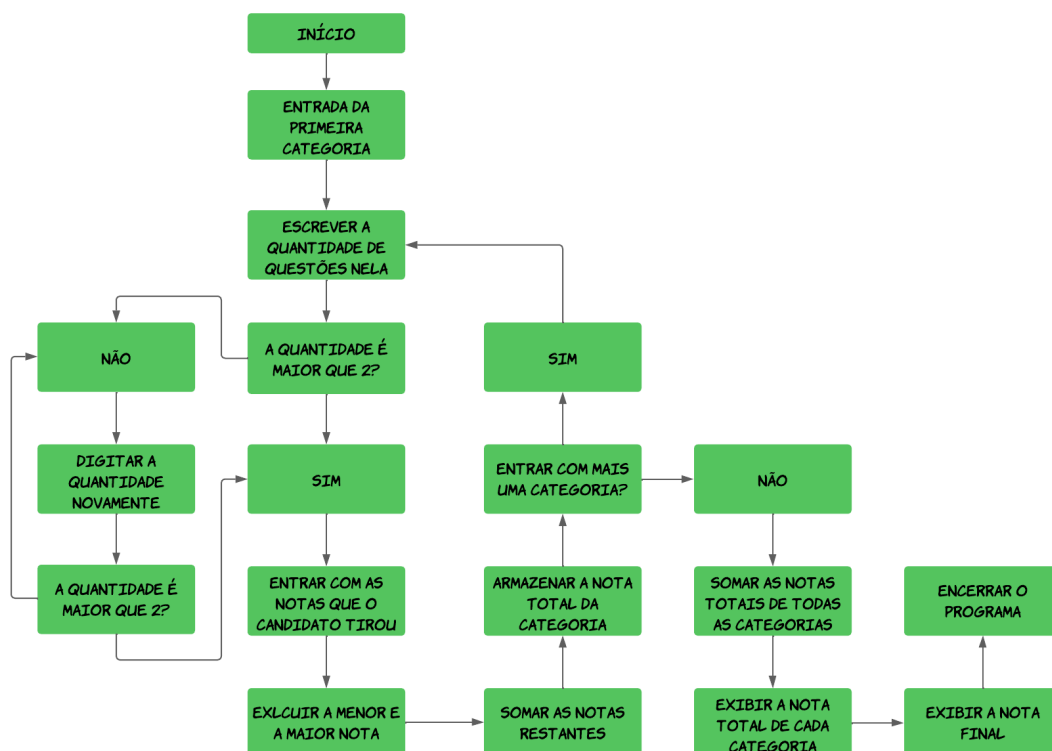 INÍCIO
ENTRADA DA
PRIMEIRA
CATEGORIA
ESCREVER A
QUANTIDADE DE
QUESTÕES NELA
NÃO
A QUANTIDADE É
MAIOR QUE 2?
SIM
DIGITAR A
QUANTIDADE
NOVAMENTE
SIM
ENTRAR COM MAIS
UMA CATEGORIA?
NÃO
A QUANTIDADE É
MAIOR QUE 2?
ENTRAR COM AS
NOTAS QUE O
CANDIDATO TIROU
ARMAZENAR A NOTA
TOTAL DA
CATEGORIA
SOMAR AS NOTAS
TOTAIS DE TODAS
AS CATEGORIAS
ENCERRAR O
PROGRAMA
EXLCUIR A MENOR E
A MAIOR NOTA
SOMAR AS NOTAS
RESTANTES
EXIBIR A NOTA
TOTAL DE CADA
CATEGORIA
EXIBIR A NOTA
FINAL